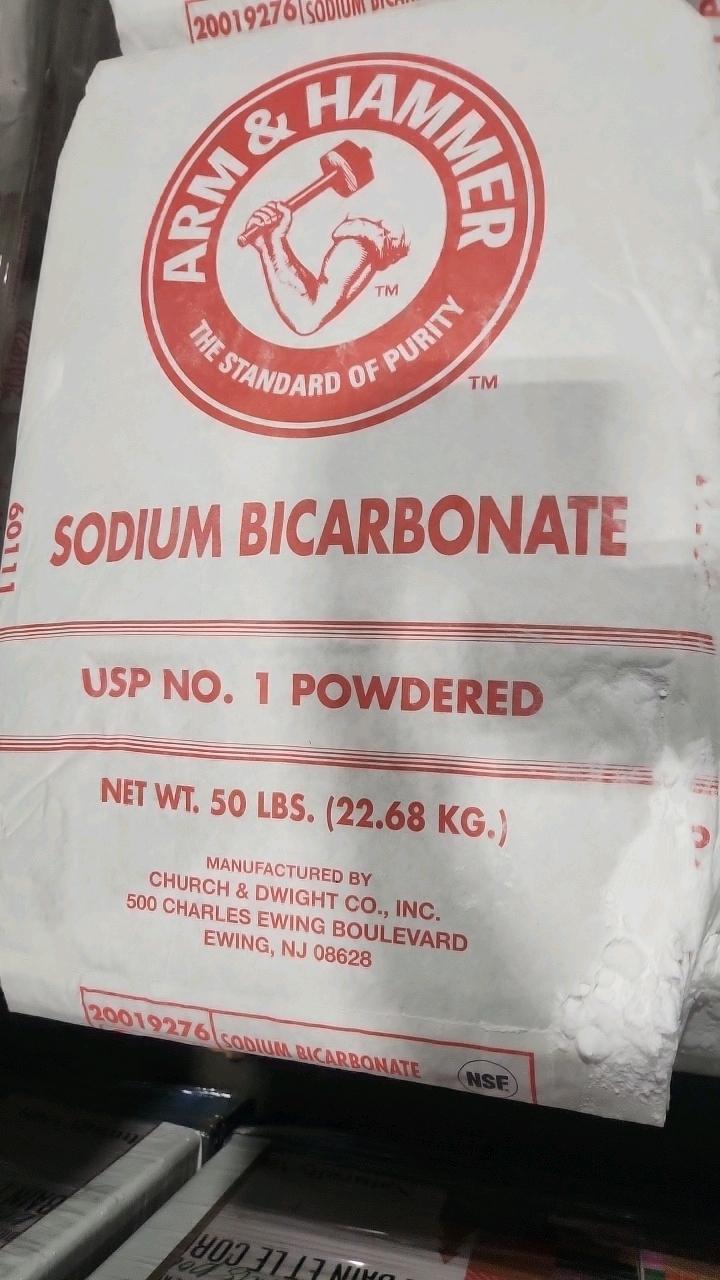 20019276 SODIUM
ARM & HAMMER
TM
THE STANDARD OF PURITY
TM
60111
SODIUM BICARBONATE
USP NO. 1 POWDERED
NET WT. 50 LBS. (22.68 KG.)
MANUFACTURED BY
CHURCH & DWIGHT CO., INC.
500 CHARLES EWING BOULEVARD
EWING, NJ 08628
20019276 SODIUM BICARBONATE NSF